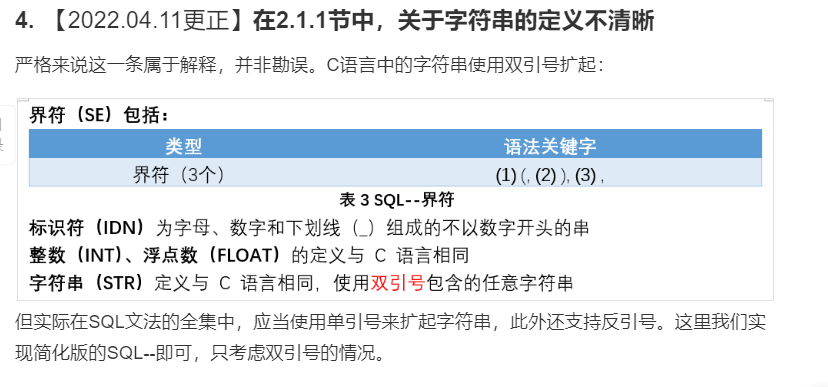 4. 【2022.04.11更正】在2.1.1节中，关于字符串的定义不清晰
严格来说这一条属于解释，并非勘误。C语言中的字符串使用双引号扩起：
界符（SE）包括：
类型 语法关键字
界符（3个） (1) (, (2) ), (3) ,
表 3 SQL--界符
标识符（IDN）为字母、数字和下划线（_）组成的不以数字开头的串
整数（INT）、浮点数（FLOAT）的定义与 C 语言相同
字符串（STR）定义与 C 语言相同，使用双引号包含的任意字符串
但实际在SQL文法的全集中，应当使用单引号来扩起字符串，此外还支持反引号。这里我们实
现简化版的SQL--即可，只考虑双引号的情况。